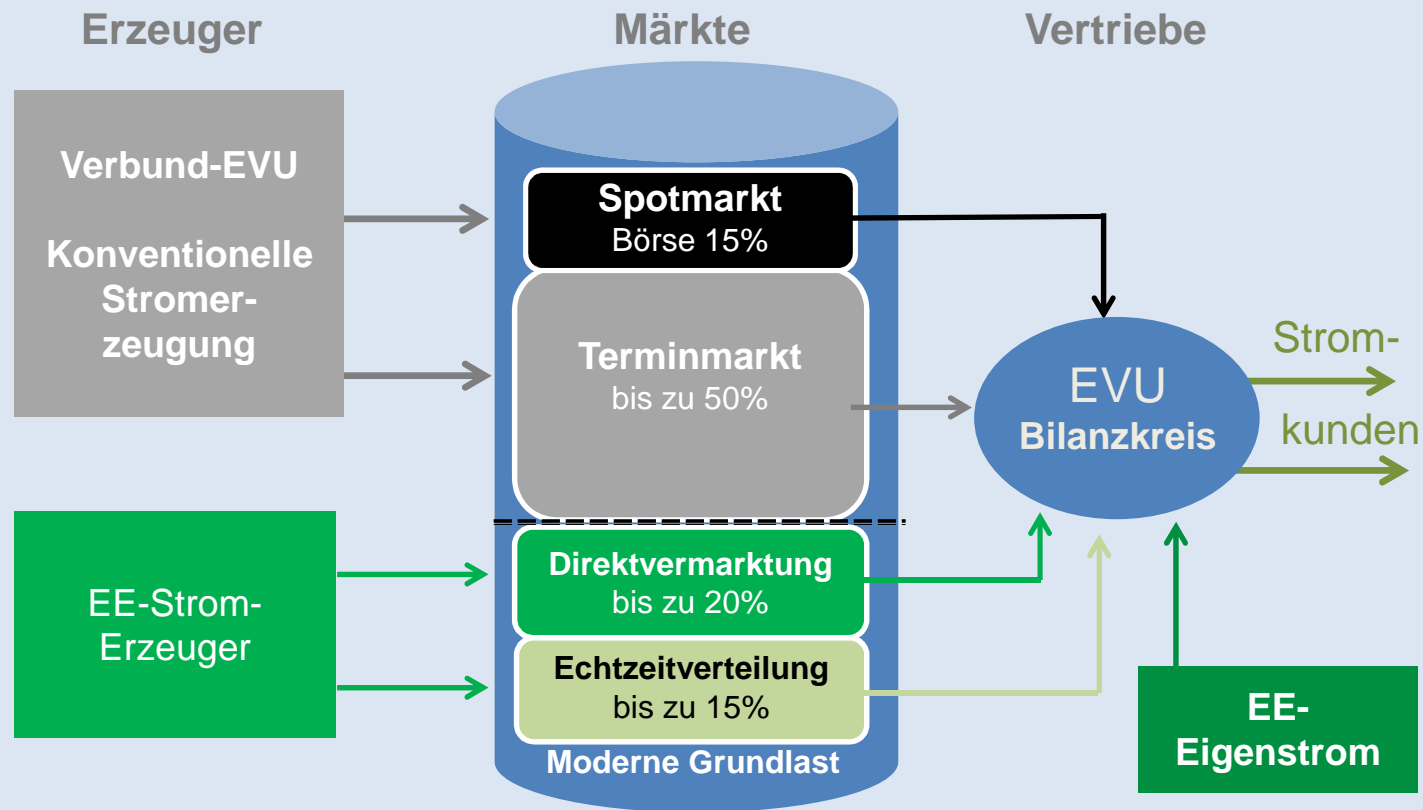 Erzeuger
Märkte
Vertriebe
Verbund-EVU
Konventionelle
Stromer-
zeugung
Spotmarkt
Börse 15%
Terminmarkt
bis zu 50%
EVU
Bilanzkreis
Strom-
kunden
EE-Strom-
Erzeuger
Direktvermarktung
bis zu 20%
Echtzeitverteilung
bis zu 15%
Moderne Grundlast
EE-
Eigenstrom